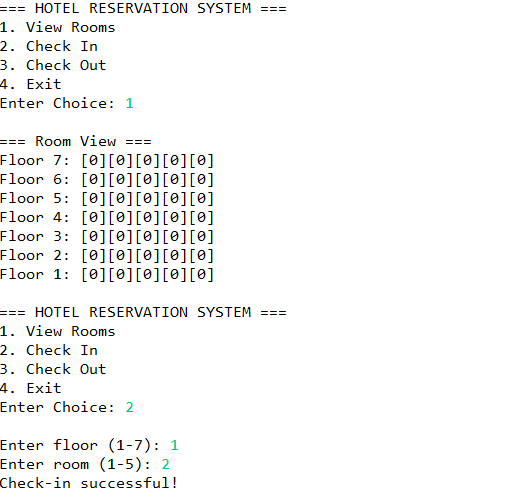 === HOTEL RESERVATION SYSTEM ===
1. View Rooms
2. Check In
3. Check Out
4. Exit
Enter Choice: 1

=== Room View ===
Floor 7: [0][0][0][0][0]
Floor 6: [0][0][0][0][0]
Floor 5: [0][0][0][0][0]
Floor 4: [0][0][0][0][0]
Floor 3: [0][0][0][0][0]
Floor 2: [0][0][0][0][0]
Floor 1: [0][0][0][0][0]

=== HOTEL RESERVATION SYSTEM ===
1. View Rooms
2. Check In
3. Check Out
4. Exit
Enter Choice: 2

Enter floor (1-7): 1
Enter room (1-5): 2
Check-in successful!